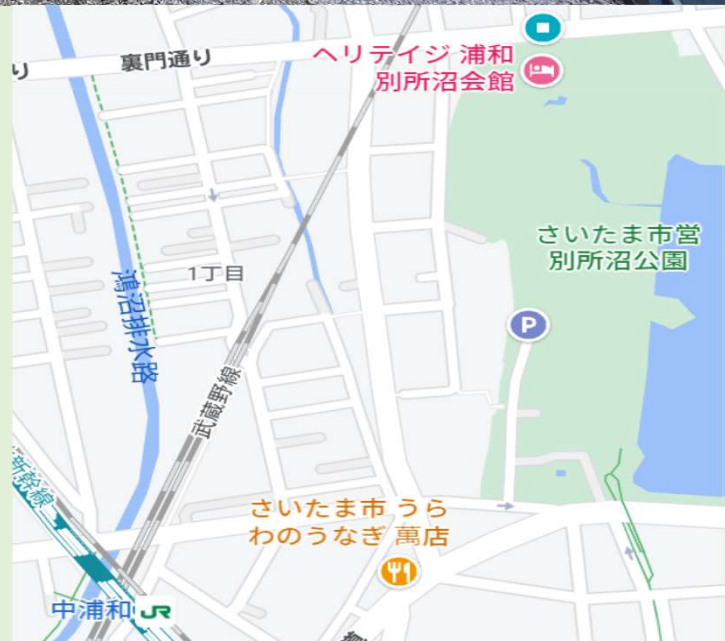 り
裏門通り
ヘリテイジ 浦和
別所沼会館
さいたま市営
別所沼公園
1丁目
鴻沼排水路
P
武蔵野線
新幹線
さいたま市 うら
わのうなぎ 萬店
中浦和 JR